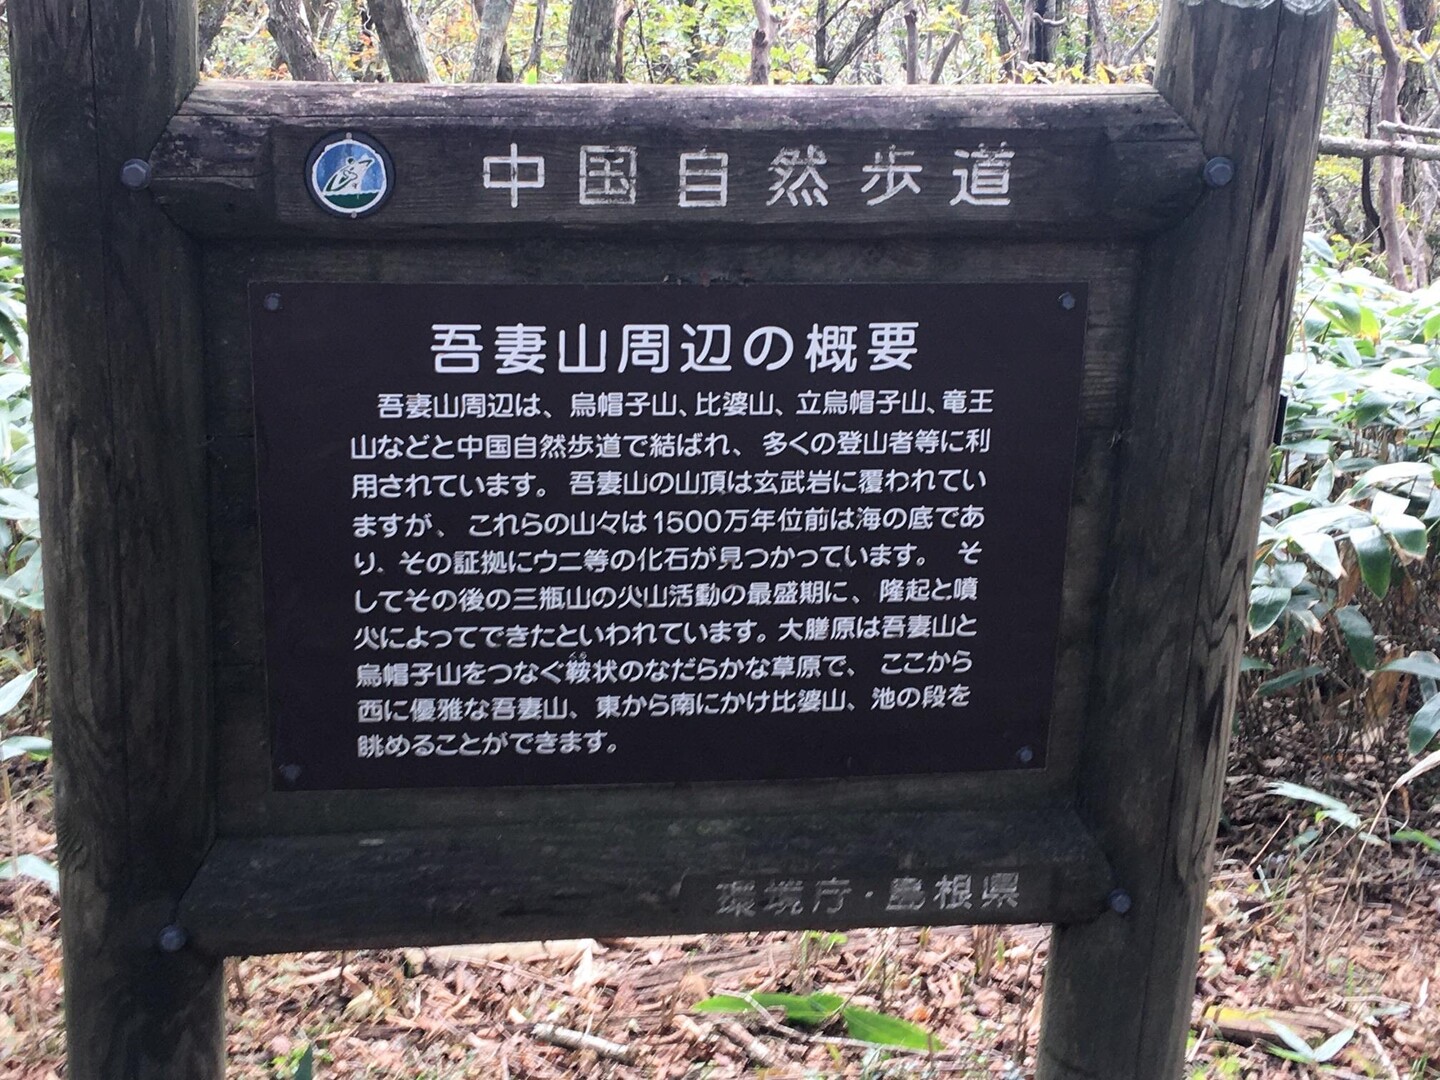 中国自然歩道
吾妻山周辺の概要
吾妻山周辺は、烏帽子山、比婆山、立烏帽子山、竜王
山などと中国自然歩道で結ばれ、多くの登山者等に利
用されています。吾妻山の山頂は玄武岩に覆われてい
ますが、これらの山々は1500万年位前は海の底であ
り、その証拠にウニ等の化石が見つかっています。そ
してその後の三瓶山の火山活動の最盛期に、隆起と噴
火によってできたといわれています。大膳原は吾妻山と
烏帽子山をつなぐ鞍状のなだらかな草原で、ここから
西に優雅な吾妻山、東から南にかけ比婆山、池の段を
眺めることができます。
環境庁・島根県